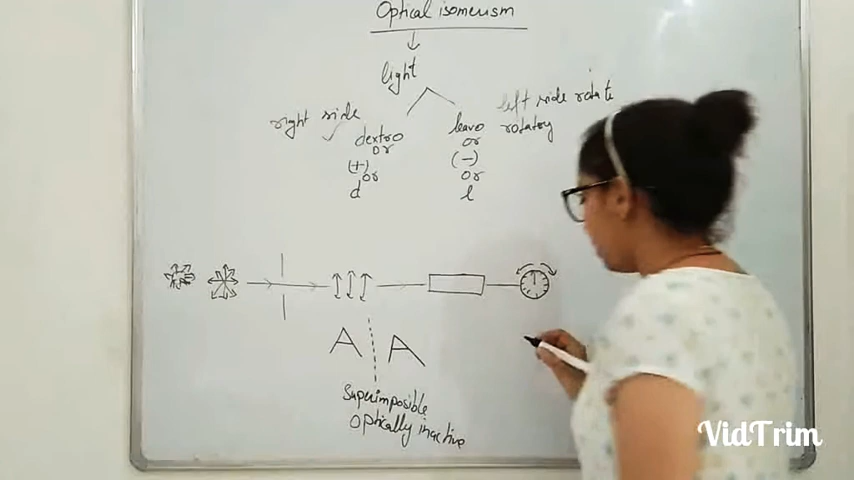 Optical isomerism
light
right side
left side rotate
dextro
or
(+) or
d
leavo rotatory
or
(-)
or
l
A A
Superimposible
Optically inactive
VidTrim